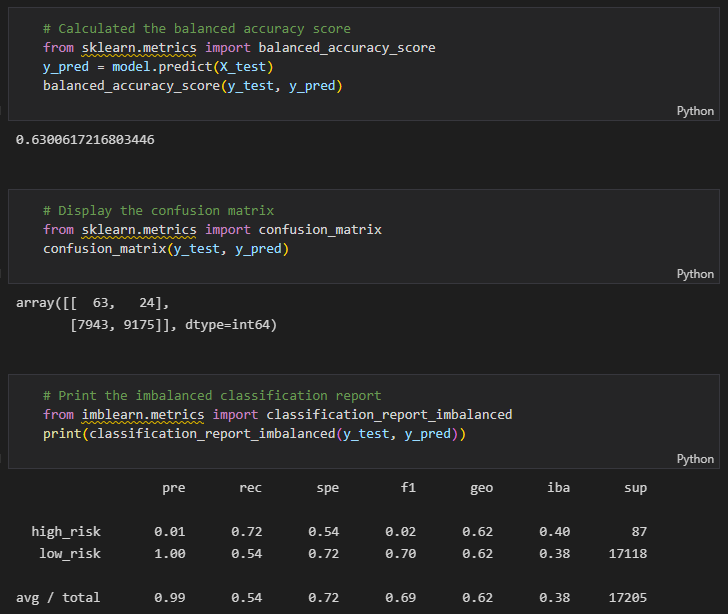 # Calculated the balanced accuracy score
from sklearn.metrics import balanced_accuracy_score
y_pred = model.predict(X_test)
balanced_accuracy_score(y_test, y_pred)
Python
0.6300617216803446
# Display the confusion matrix
from sklearn.metrics import confusion_matrix
confusion_matrix(y_test, y_pred)
Python
array([[  63,   24],
       [7943, 9175]], dtype=int64)
# Print the imbalanced classification report
from imblearn.metrics import classification_report_imbalanced
print(classification_report_imbalanced(y_test, y_pred))
Python
pre rec spe f1 geo iba sup
high_risk 0.01 0.72 0.54 0.02 0.62 0.40 87
low_risk 1.00 0.54 0.72 0.70 0.62 0.38 17118
avg / total 0.99 0.54 0.72 0.69 0.62 0.38 17205